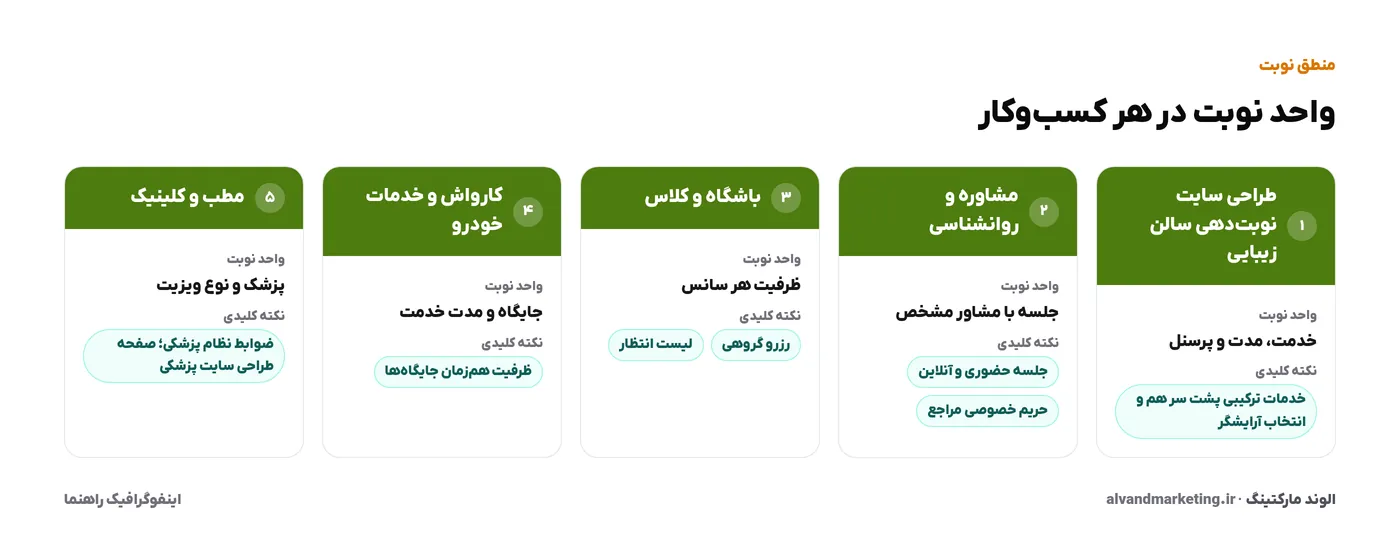 منطق نوبت
واحد نوبت در هر کسب‌وکار
۱
طراحی سایت
نوبت‌دهی سالن
زیبایی
واحد نوبت
خدمت، مدت و پرسنل
نکته کلیدی
خدمات ترکیبی پشت سر هم و
انتخاب آرایشگر
۲
مشاوره و
روانشناسی
واحد نوبت
جلسه با مشاور مشخص
نکته کلیدی
جلسه حضوری و آنلاین
حریم خصوصی مراجع
۳
باشگاه و کلاس
واحد نوبت
ظرفیت هر سانس
نکته کلیدی
رزرو گروهی
لیست انتظار
۴
کارواش و خدمات
خودرو
واحد نوبت
جایگاه و مدت خدمت
نکته کلیدی
ظرفیت هم‌زمان جایگاه‌ها
۵
مطب و کلینیک
واحد نوبت
پزشک و نوع ویزیت
نکته کلیدی
ضوابط نظام پزشکی؛ صفحه
طراحی سایت پزشکی
الوند مارکتینگ · alvandmarketing.ir
اینفوگرافیک راهنما